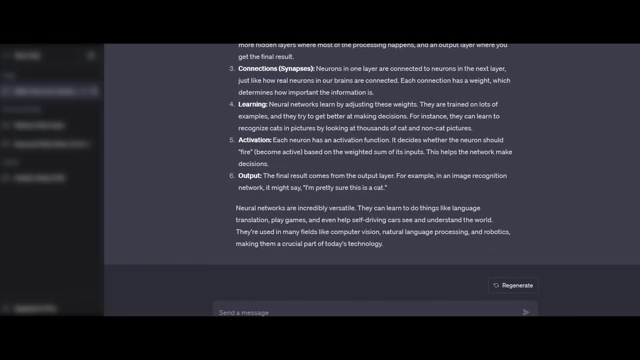 more hidden layers where most of the processing happens, and an output layer where you
get the final result.
3. Connections (Synapses): Neurons in one layer are connected to neurons in the next layer,
just like how real neurons in our brains are connected. Each connection has a weight, which
determines how important the information is.
4. Learning: Neural networks learn by adjusting these weights. They are trained on lots of
examples, and they try to get better at making decisions. For instance, they can learn to
recognize cats in pictures by looking at thousands of cat and non-cat pictures.
5. Activation: Each neuron has an activation function. It decides whether the neuron should
"fire" (become active) based on the weighted sum of its inputs. This helps the network make
decisions.
6. Output: The final result comes from the output layer. For example, in an image recognition
network, it might say, "I'm pretty sure this is a cat."
Neural networks are incredibly versatile. They can learn to do things like language
translation, play games, and even help self-driving cars see and understand the world.
They're used in many fields like computer vision, natural language processing, and robotics,
making them a crucial part of today's technology.
Regenerate
Send a message